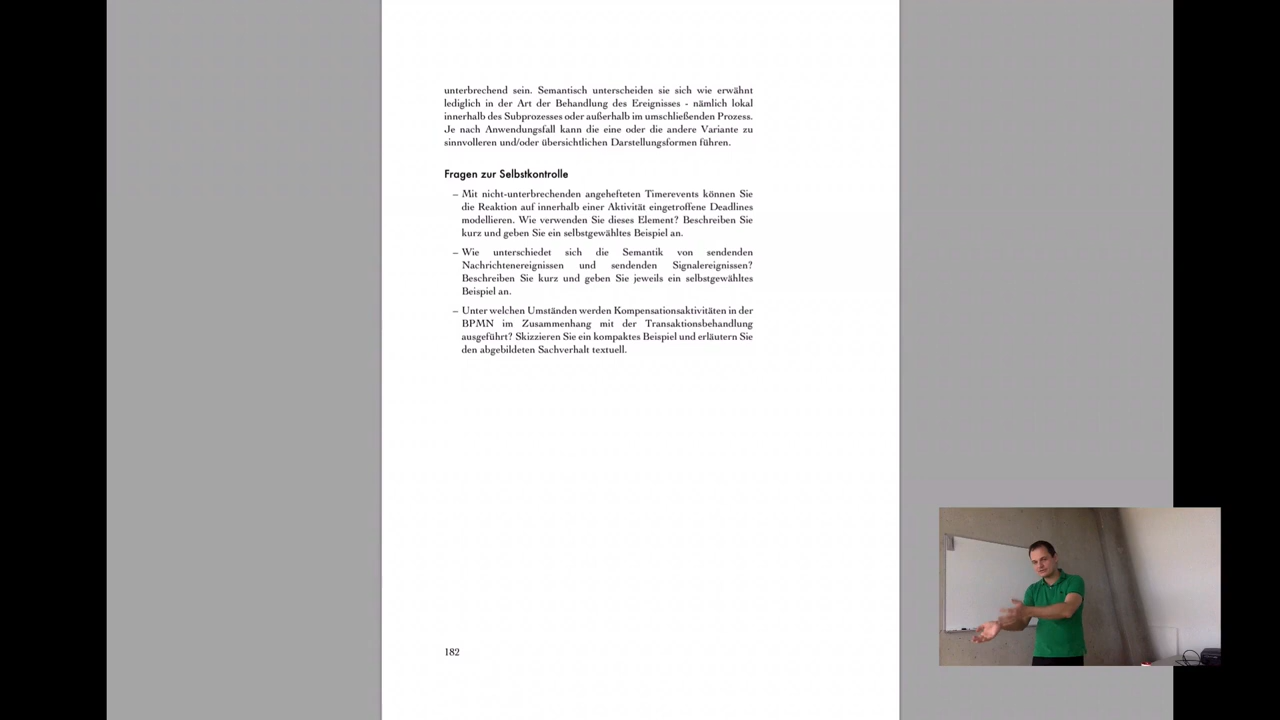 unterbrechend sein. Semantisch unterscheiden sie sich wie erwähnt
lediglich in der Art der Behandlung des Ereignisses - nämlich lokal
innerhalb des Subprozesses oder außerhalb im umschließenden Prozess.
Je nach Anwendungsfall kann die eine oder die andere Variante zu
sinnvolleren und/oder übersichtlichen Darstellungsformen führen.
Fragen zur Selbstkontrolle
– Mit nicht-unterbrechenden angehefteten Timerevents können Sie
die Reaktion auf innerhalb einer Aktivität eingetroffene Deadlines
modellieren. Wie verwenden Sie dieses Element? Beschreiben Sie
kurz und geben Sie ein selbstgewähltes Beispiel an.
– Wie unterschiedet sich die Semantik von sendenden
Nachrichtenereignissen und sendenden Signalereignissen?
Beschreiben Sie kurz und geben Sie jeweils ein selbstgewähltes
Beispiel an.
– Unter welchen Umständen werden Kompensationsaktivitäten in der
BPMN im Zusammenhang mit der Transaktionsbehandlung
ausgeführt? Skizzieren Sie ein kompaktes Beispiel und erläutern Sie
den abgebildeten Sachverhalt textuell.
182